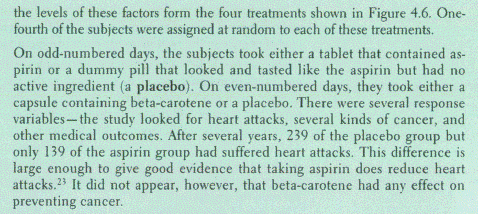 the levels of these factors form the four treatments shown in Figure 4.6. One-
fourth of the subjects were assigned at random to each of these treatments.
On odd-numbered days, the subjects took either a tablet that contained as-
pirin or a dummy pill that looked and tasted like the aspirin but had no
active ingredient (a placebo). On even-numbered days, they took either a
capsule containing beta-carotene or a placebo. There were several response
variables—the study looked for heart attacks, several kinds of cancer, and
other medical outcomes. After several years, 239 of the placebo group but
only 139 of the aspirin group had suffered heart attacks. This difference is
large enough to give good evidence that taking aspirin does reduce heart
attacks.²³ It did not appear, however, that beta-carotene had any effect on
preventing cancer.